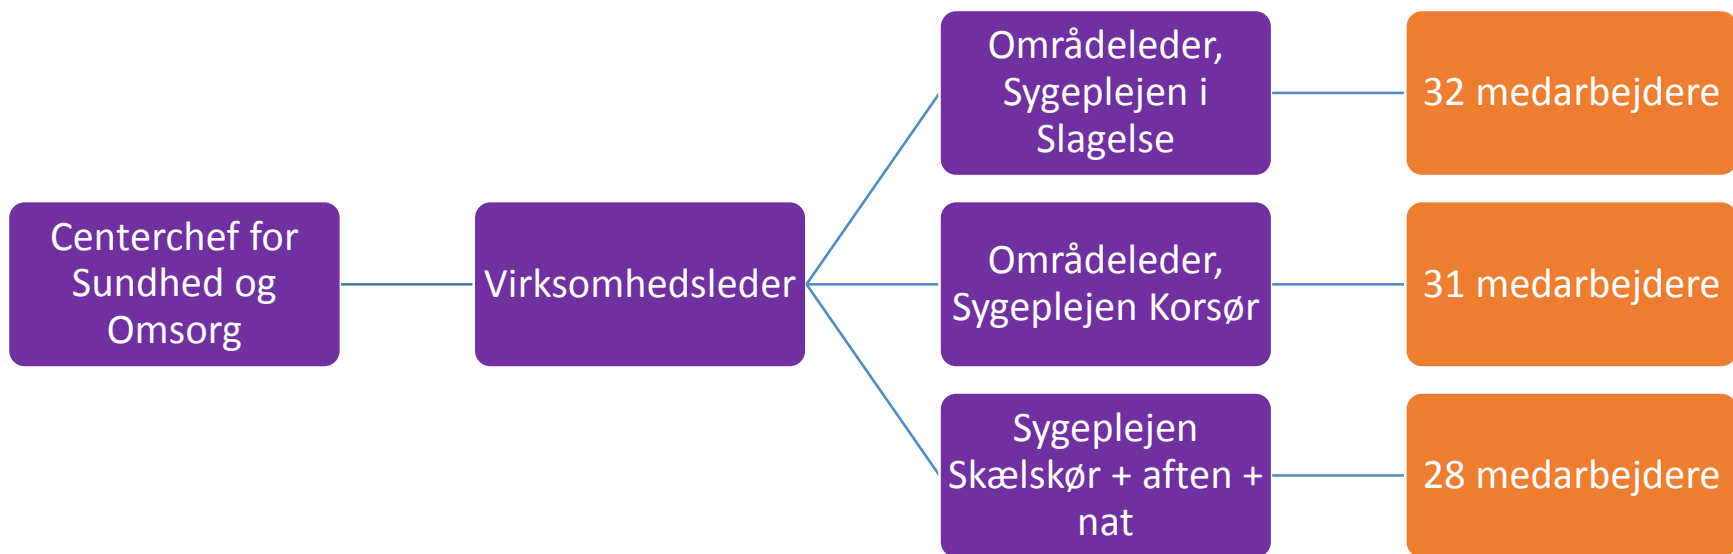 Centerchef for
Sundhed og
Omsorg
Virksomhedsleder
Områdeleder,
Sygeplejen i
Slagelse
32 medarbejdere
Områdeleder,
Sygeplejen Korsør
31 medarbejdere
Sygeplejen
Skælskør + aften +
nat
28 medarbejdere